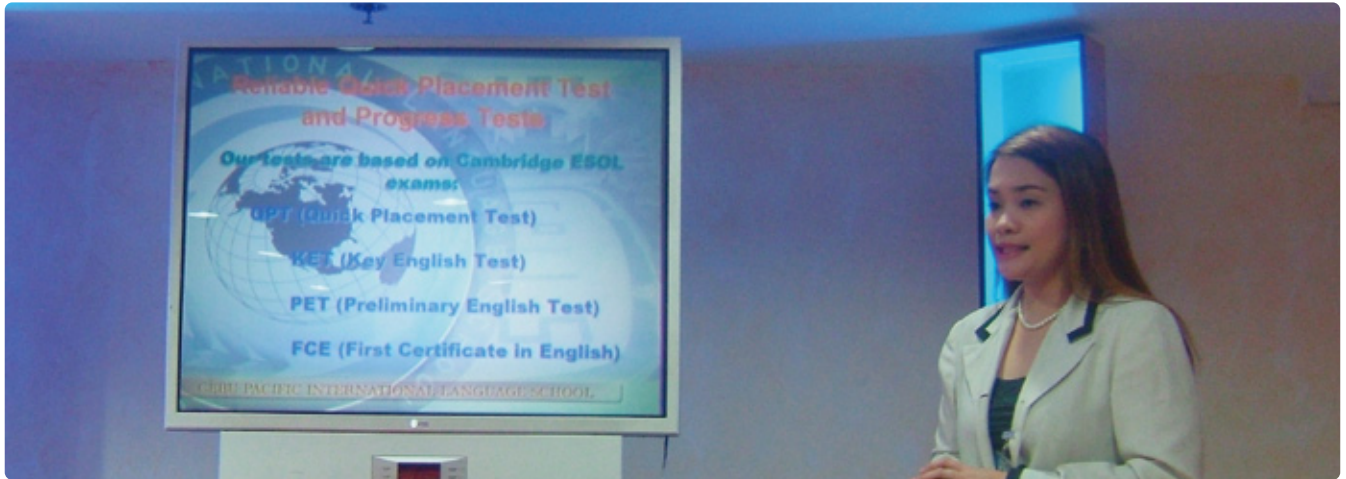 NATIONAL
Reliable Quick Placement Test
and Progress Tests
Our tests are based on Cambridge ESOL
exams:
QPT (Quick Placement Test)
KET (Key English Test)
PET (Preliminary English Test)
FCE (First Certificate in English)
CEBU PACIFIC INTERNATIONAL LANGUAGE SCHOOL